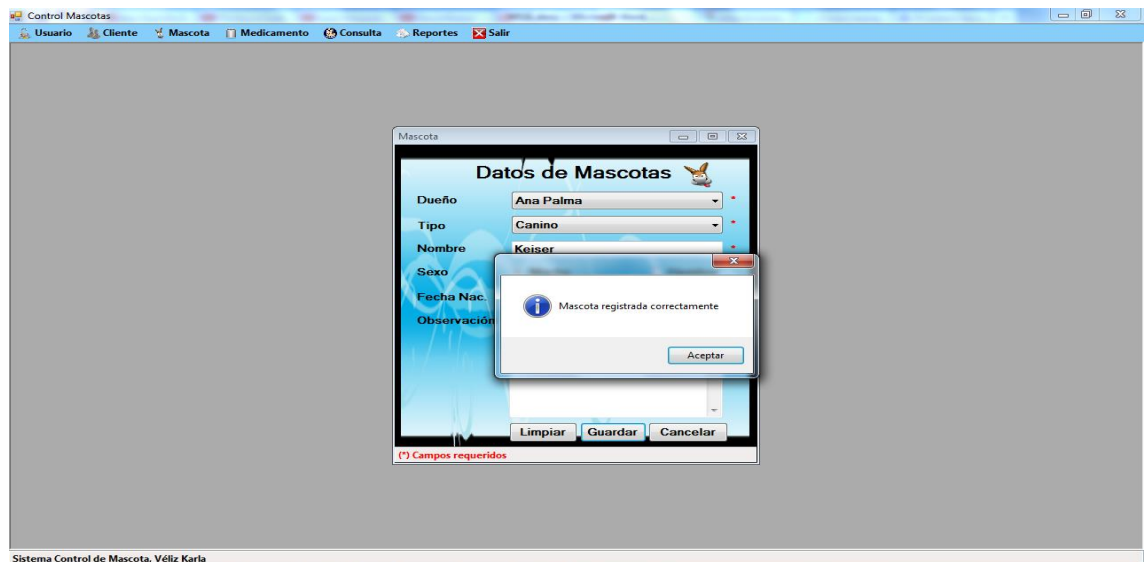 Control Mascotas
Usuario Cliente Mascota Medicamento Consulta Reportes Salir
Mascota
Datos de Mascotas
Dueño Ana Palma *
Tipo Canino *
Nombre Keiser *
Sexo
Fecha Nac.
Observación
Mascota registrada correctamente
Aceptar
Limpiar Guardar Cancelar
(*) Campos requeridos
Sistema Control de Mascota, Véliz Karla